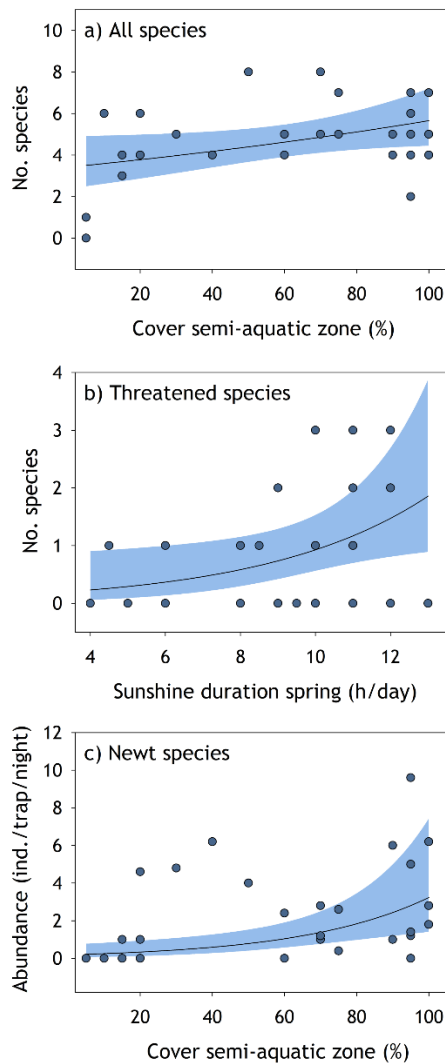 a) All species
10
8
6
4
2
0
No. species
20 40 60 80 100
Cover semi-aquatic zone (%)
b) Threatened species
4
3
2
1
0
No. species
4 6 8 10 12
Sunshine duration spring (h/day)
c) Newt species
12
10
8
6
4
2
0
Abundance (ind./trap/night)
20 40 60 80 100
Cover semi-aquatic zone (%)